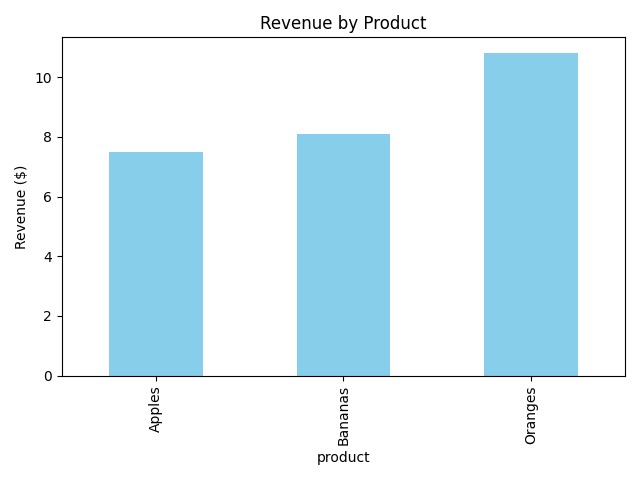 Revenue by Product
Revenue ($)
10
8
6
4
2
0
Apples
Bananas
Oranges
product